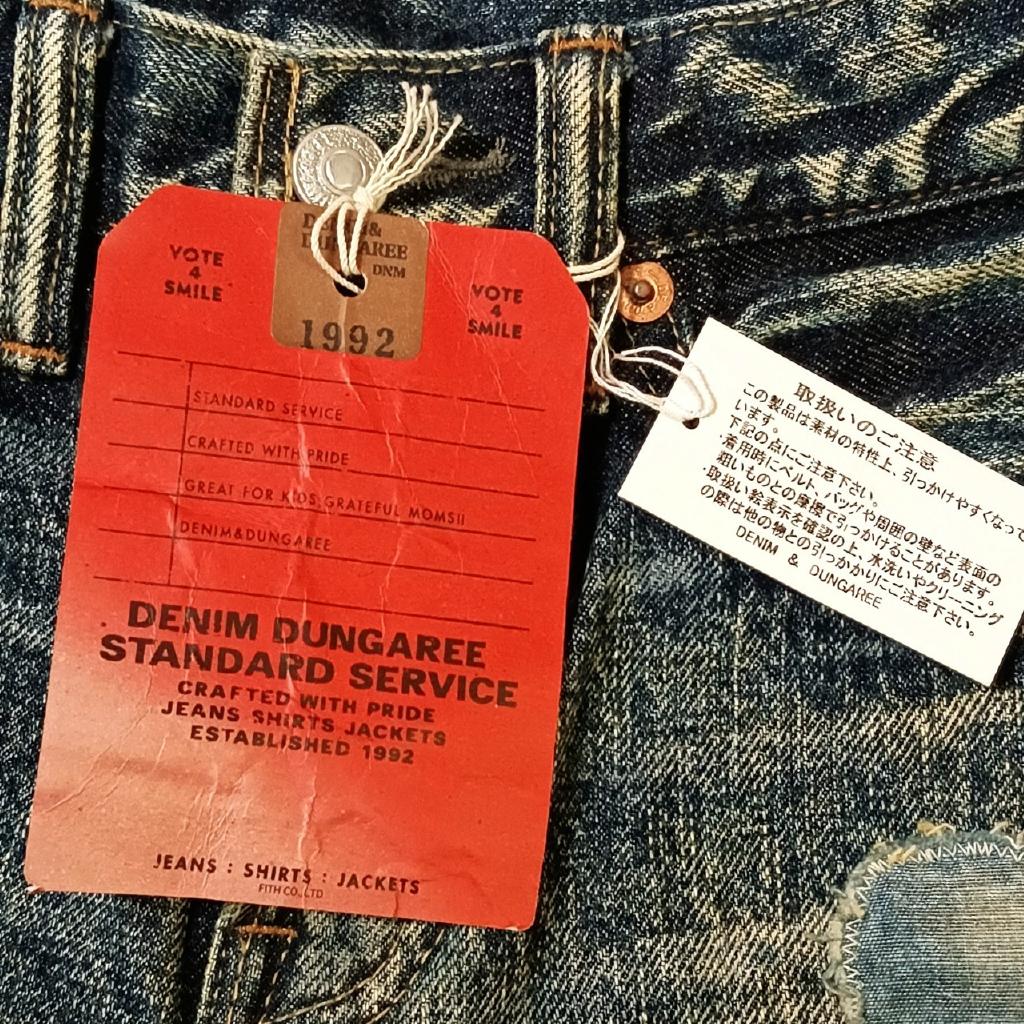 DENIM&
DUNGAREE
DNM
1992
VOTE
4
SMILE
VOTE
4
SMILE
STANDARD SERVICE
CRAFTED WITH PRIDE
GREAT FOR KIDS, GRATEFUL MOMS!!
DENIM&DUNGAREE
DENIM DUNGAREE
STANDARD SERVICE
CRAFTED WITH PRIDE
JEANS SHIRTS JACKETS
ESTABLISHED 1992
JEANS : SHIRTS : JACKETS
FITH CO.,LTD
取扱いのご注意
この製品は素材の特性上、引っかけやすくなって
います。
下記の点にご注意下さい。
・着用時にベルト、バッグや周囲の壁など表面の
粗いものとの摩擦で引っかけることがあります。
・取扱い絵表示を確認の上、水洗いやクリーニング
の際は他の物との引っかかりにご注意下さい。
DENIM & DUNGAREE